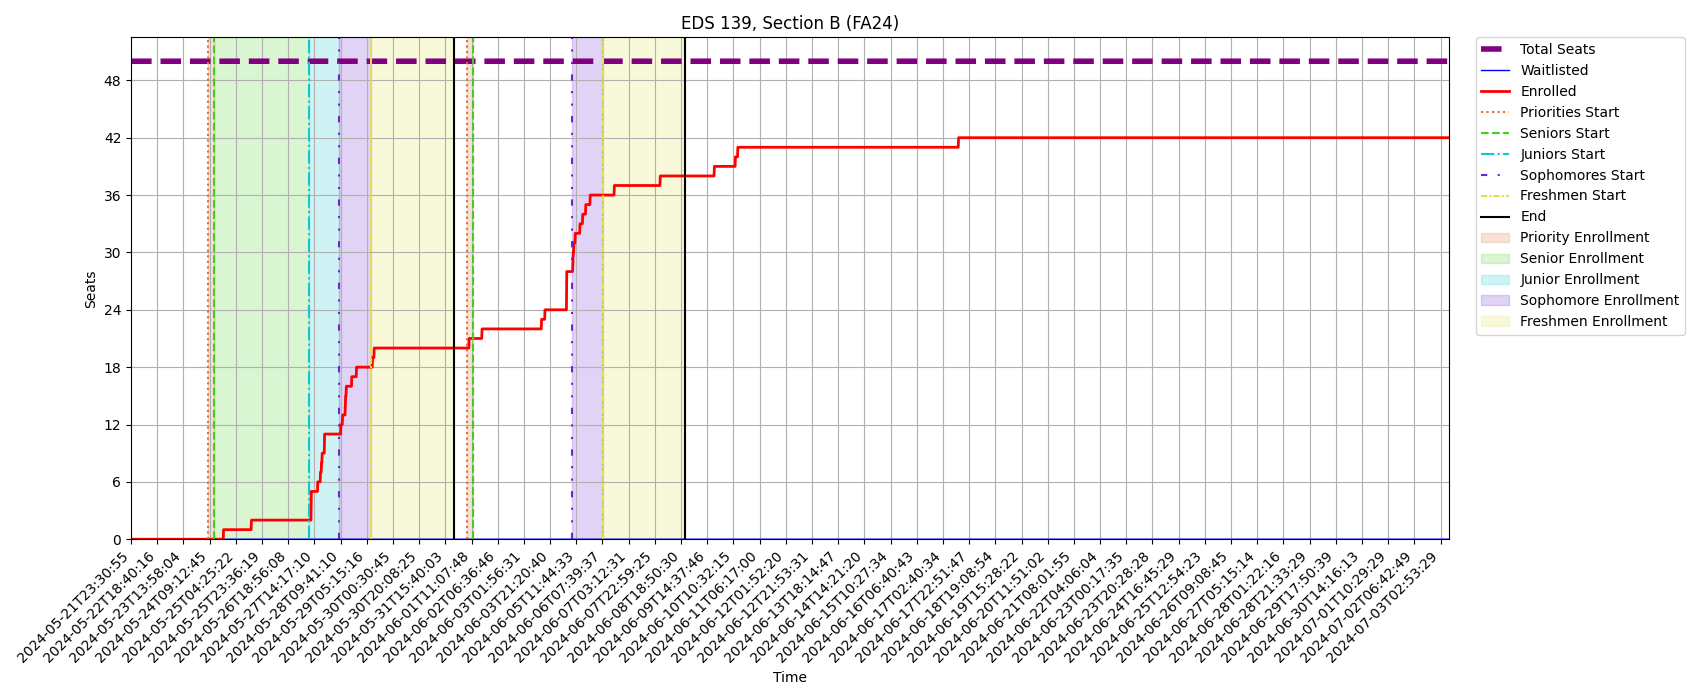 EDS 139, Section B (FA24)
Seats
48
42
36
30
24
18
12
6
0
2024-05-21T23:30:55
2024-05-22T18:40:16
2024-05-23T13:58:04
2024-05-24T09:12:45
2024-05-25T04:25:22
2024-05-25T23:36:19
2024-05-26T18:56:08
2024-05-27T14:17:10
2024-05-28T09:41:10
2024-05-29T05:15:16
2024-05-30T00:30:45
2024-05-30T20:08:25
2024-05-31T15:40:03
2024-06-01T11:07:48
2024-06-02T06:36:46
2024-06-03T01:56:31
2024-06-03T21:20:40
2024-06-05T11:44:33
2024-06-06T07:39:37
2024-06-07T03:12:31
2024-06-07T22:59:25
2024-06-08T18:50:30
2024-06-09T14:37:46
2024-06-10T10:32:15
2024-06-11T06:17:00
2024-06-12T01:52:20
2024-06-12T21:53:31
2024-06-13T18:14:47
2024-06-14T14:21:20
2024-06-15T10:27:34
2024-06-16T06:40:43
2024-06-17T02:40:34
2024-06-17T22:51:47
2024-06-18T19:08:54
2024-06-19T15:28:22
2024-06-20T11:51:02
2024-06-21T08:01:55
2024-06-22T04:06:04
2024-06-23T00:17:35
2024-06-23T20:28:28
2024-06-24T16:45:29
2024-06-25T12:54:23
2024-06-26T09:08:45
2024-06-27T05:15:14
2024-06-28T01:22:16
2024-06-28T21:33:29
2024-06-29T17:50:39
2024-06-30T14:16:13
2024-07-01T10:29:29
2024-07-02T06:42:49
2024-07-03T02:53:29
Time
Total Seats
Waitlisted
Enrolled
Priorities Start
Seniors Start
Juniors Start
Sophomores Start
Freshmen Start
End
Priority Enrollment
Senior Enrollment
Junior Enrollment
Sophomore Enrollment
Freshmen Enrollment